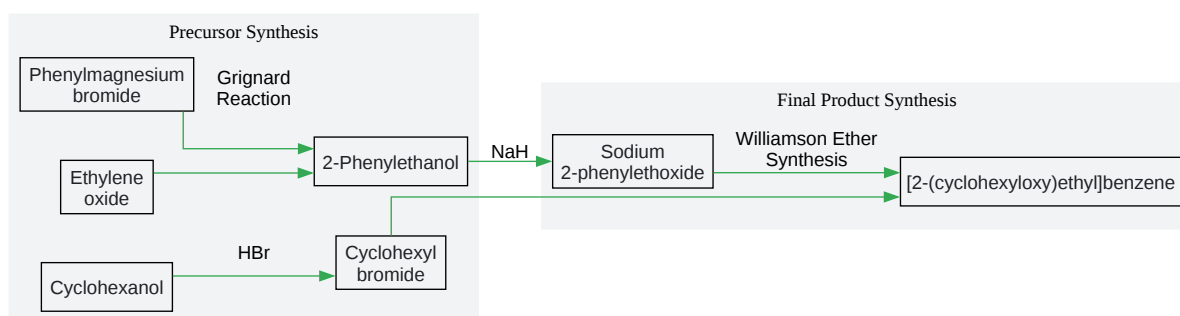 Precursor Synthesis
Phenylmagnesium
bromide
Grignard
Reaction
Ethylene
oxide
2-Phenylethanol
Cyclohexanol
HBr
Cyclohexyl
bromide
NaH
Final Product Synthesis
Sodium
2-phenylethoxide
Williamson Ether
Synthesis
[2-(cyclohexyloxy)ethyl]benzene